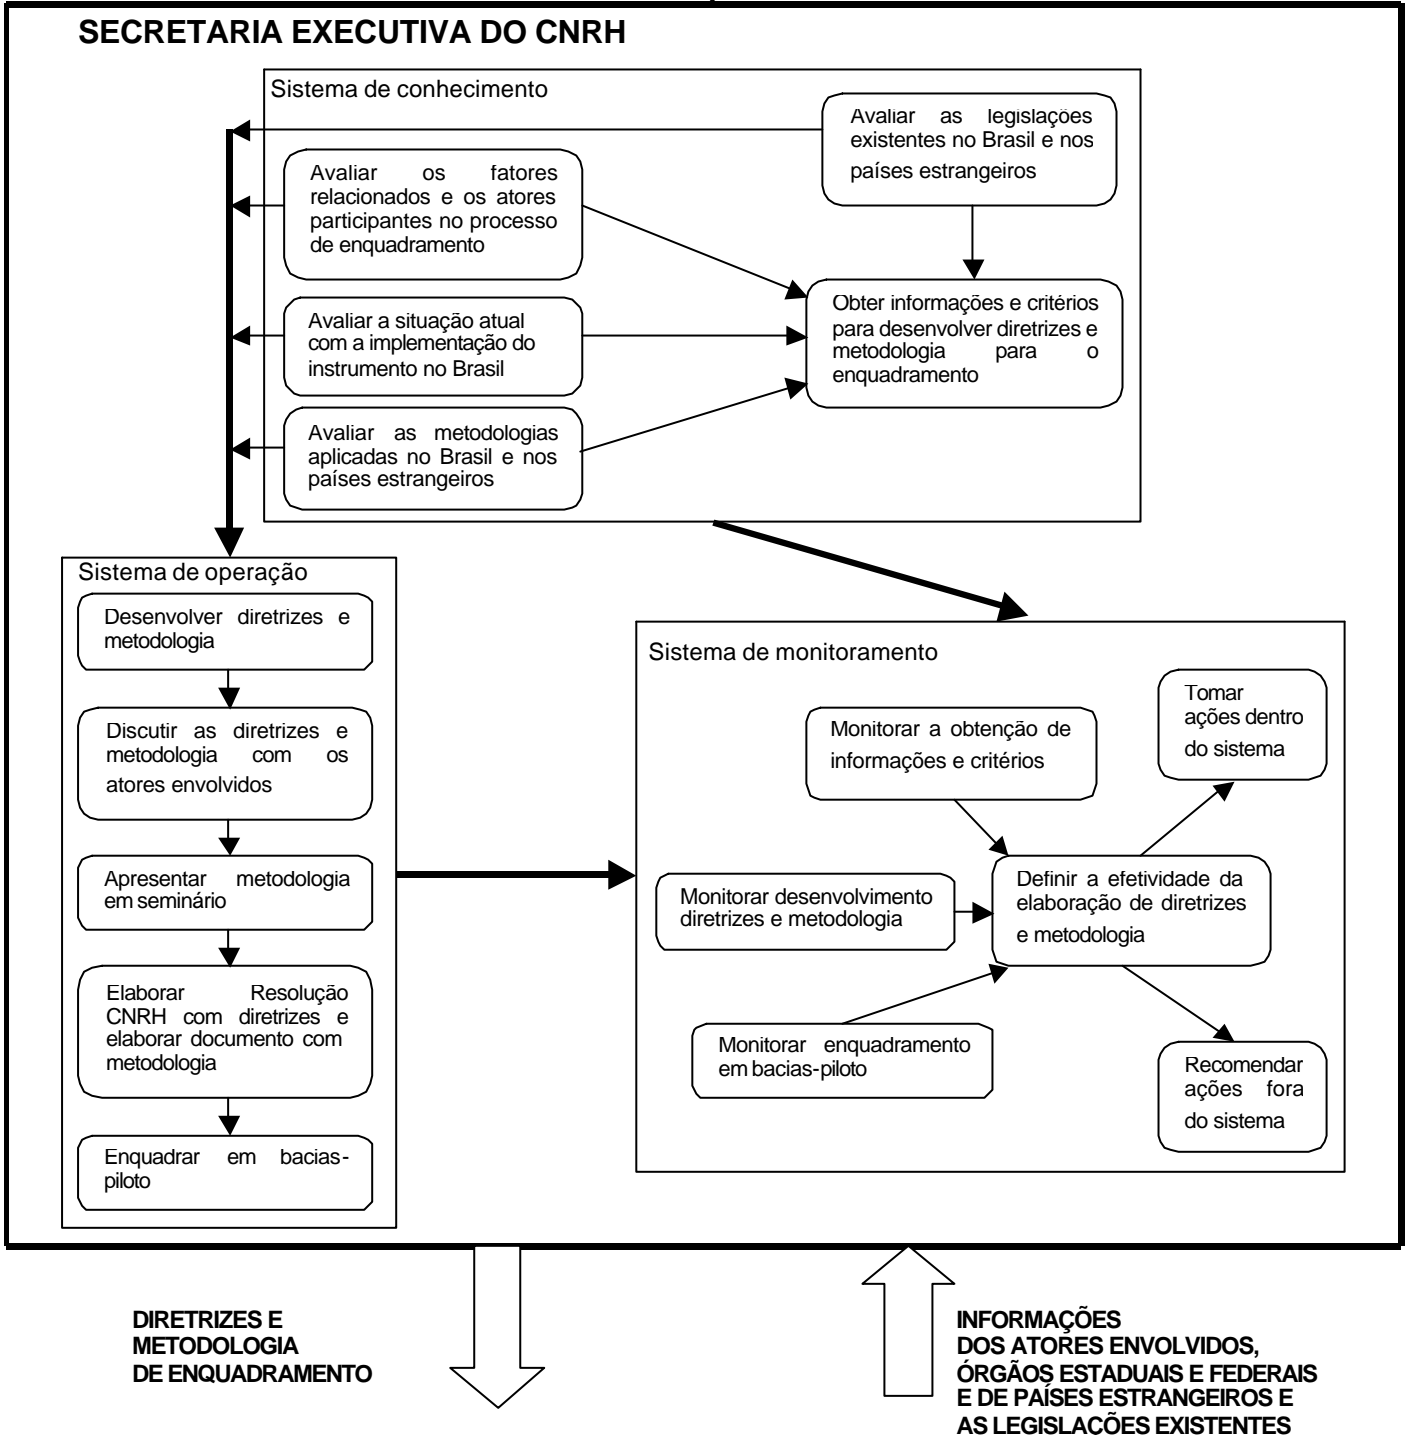 SECRETARIA EXECUTIVA DO CNRH
Sistema de conhecimento
Avaliar as legislações
existentes no Brasil e nos
países estrangeiros
Avaliar os fatores
relacionados e os atores
participantes no processo
de enquadramento
Obter informações e critérios
para desenvolver diretrizes e
metodologia para o
enquadramento
Avaliar a situação atual
com a implementação do
instrumento no Brasil
Avaliar as metodologias
aplicadas no Brasil e nos
países estrangeiros
Sistema de operação
Desenvolver diretrizes e
metodologia
Discutir as diretrizes e
metodologia com os
atores envolvidos
Apresentar metodologia
em seminário
Elaborar Resolução
CNRH com diretrizes e
elaborar documento com
metodologia
Enquadrar em bacias-
piloto
Sistema de monitoramento
Tomar
ações dentro
do sistema
Monitorar a obtenção de
informações e critérios
Monitorar desenvolvimento
diretrizes e metodologia
Definir a efetividade da
elaboração de diretrizes
e metodologia
Monitorar enquadramento
em bacias-piloto
Recomendar
ações fora
do sistema
DIRETRIZES E
METODOLOGIA
DE ENQUADRAMENTO
INFORMAÇÕES
DOS ATORES ENVOLVIDOS,
ÓRGÃOS ESTADUAIS E FEDERAIS
E DE PAÍSES ESTRANGEIROS E
AS LEGISLAÇÕES EXISTENTES